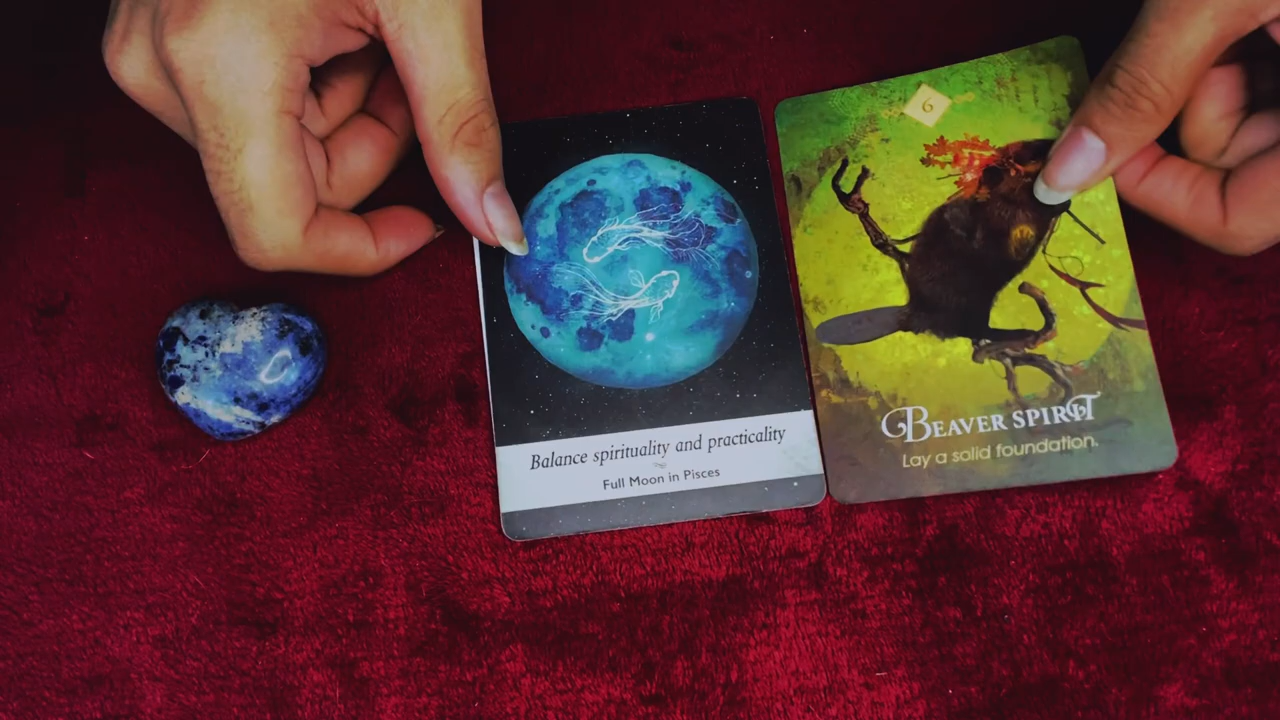 Balance spirituality and practicality
Full Moon in Pisces
6
BEAVER SPIRIT
Lay a solid foundation.